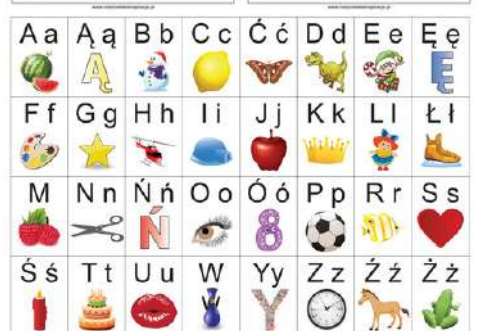 Aa Ąą Bb Cc Ćć Dd Ee Ęę
Ą Ę
Ff Gg Hh Ii Jj Kk Ll Łł
M Nn Ńń Oo Óó Pp Rr Ss
Ń 8
Śś Tt Uu W Yy Zz Źź Żż
Y